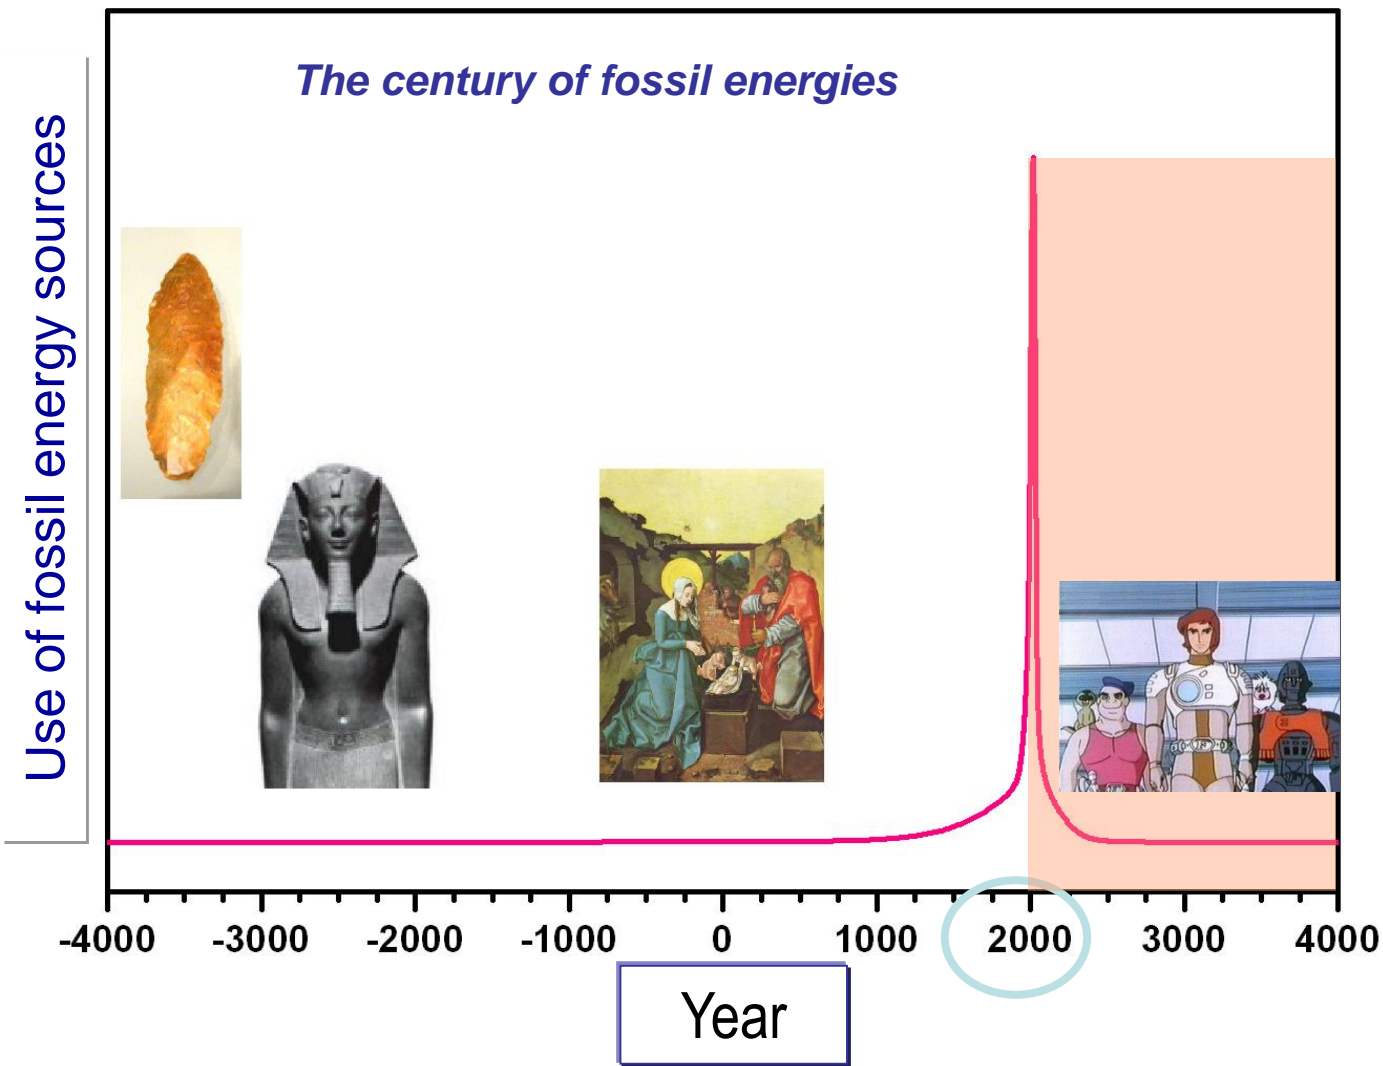 The century of fossil energies
Use of fossil energy sources
-4000 -3000 -2000 -1000 0 1000 2000 3000 4000
Year